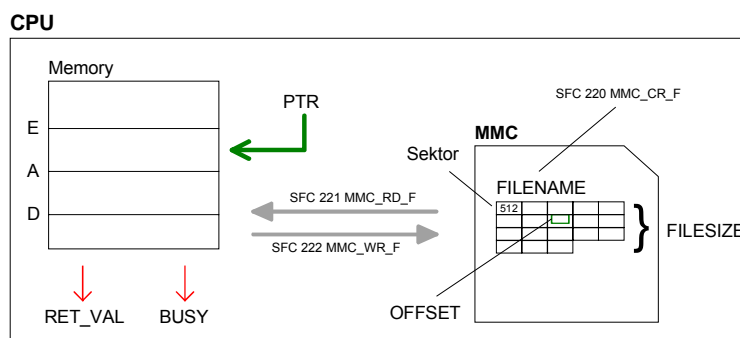 CPU
Memory
PTR
SFC 220 MMC_CR_F
E
MMC
Sektor
A
FILENAME
SFC 221 MMC_RD_F
512
D
FILESIZE
SFC 222 MMC_WR_F
OFFSET
RET_VAL
BUSY